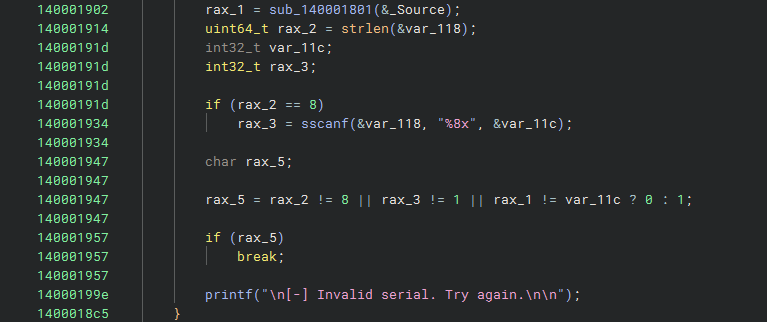 140001902 rax_1 = sub_140001801(&_Source);
140001914 uint64_t rax_2 = strlen(&var_118);
14000191d int32_t var_11c;
14000191d int32_t rax_3;
14000191d
14000191d if (rax_2 == 8)
140001934 rax_3 = sscanf(&var_118, "%8x", &var_11c);
140001934
140001947 char rax_5;
140001947
140001947 rax_5 = rax_2 != 8 || rax_3 != 1 || rax_1 != var_11c ? 0 : 1;
140001947
140001957 if (rax_5)
140001957 break;
140001957
14000199e printf("\n[-] Invalid serial. Try again.\n\n");
1400018c5 }